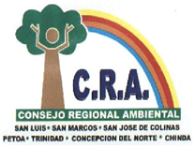 C.R.A.
CONSEJO REGIONAL AMBIENTAL
SAN LUIS • SAN MARCOS • SAN JOSE DE COLINAS
PETOA • TRINIDAD • CONCEPCION DEL NORTE • CHINDA